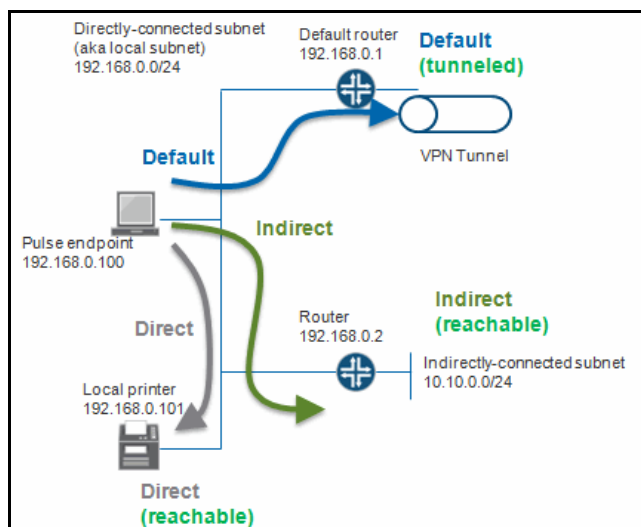 Directly-connected subnet
(aka local subnet)
192.168.0.0/24
Default router
192.168.0.1
Default
(tunneled)
VPN Tunnel
Default
Pulse endpoint
192.168.0.100
Indirect
Direct
Router
192.168.0.2
Indirect
(reachable)
Indirectly-connected subnet
10.10.0.0/24
Local printer
192.168.0.101
Direct
(reachable)